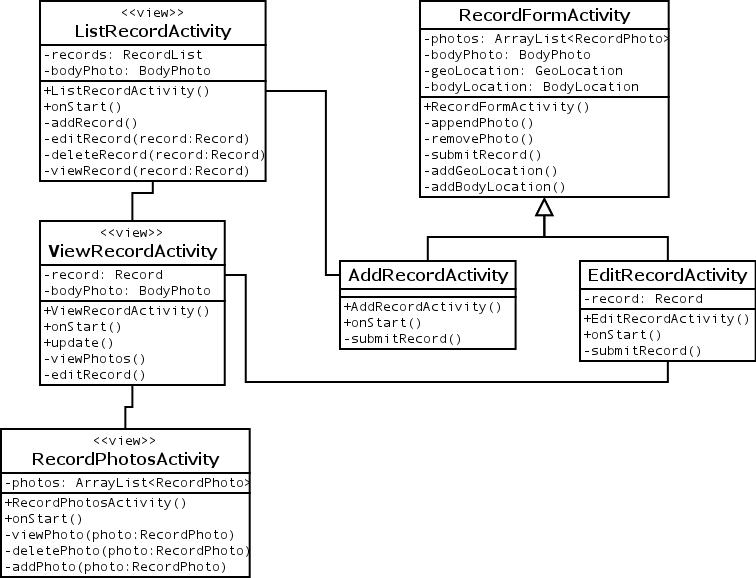 <<view>>
ListRecordActivity
-records: RecordList
-bodyPhoto: BodyPhoto
+ListRecordActivity()
+onStart()
-addRecord()
-editRecord(record:Record)
-deleteRecord(record:Record)
-viewRecord(record:Record)
RecordFormActivity
-photos: ArrayList<RecordPhoto>
-bodyPhoto: BodyPhoto
-geoLocation: GeoLocation
-bodyLocation: BodyLocation
+RecordFormActivity()
-appendPhoto()
-removePhoto()
-submitRecord()
-addGeoLocation()
-addBodyLocation()
<<view>>
ViewRecordActivity
-record: Record
-bodyPhoto: BodyPhoto
+ViewRecordActivity()
+onStart()
+update()
-viewPhotos()
-editRecord()
AddRecordActivity
+AddRecordActivity()
+onStart()
-submitRecord()
EditRecordActivity
-record: Record
+EditRecordActivity()
+onStart()
-submitRecord()
<<view>>
RecordPhotosActivity
-photos: ArrayList<RecordPhoto>
+RecordPhotosActivity()
+onStart()
-viewPhoto(photo:RecordPhoto)
-deletePhoto(photo:RecordPhoto)
-addPhoto(photo:RecordPhoto)